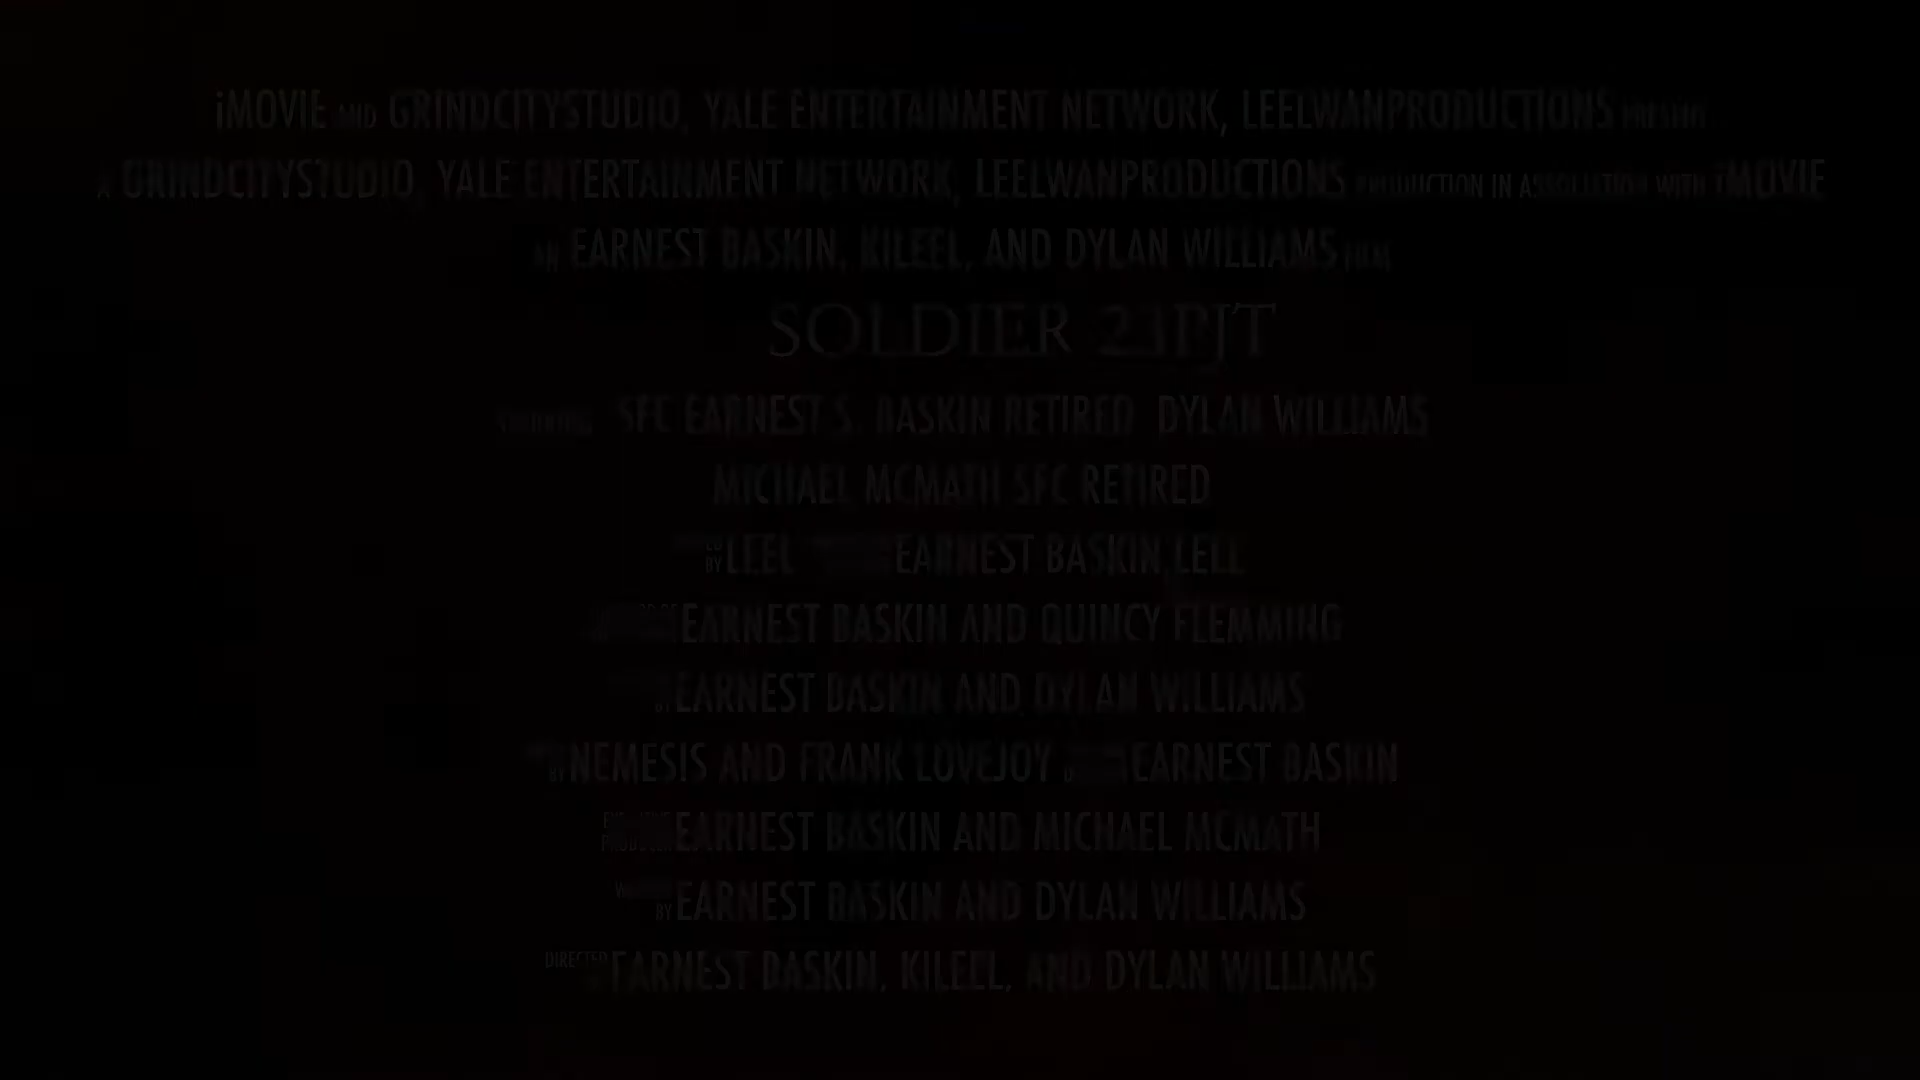 iMOVIE AND GRINDCITYSTUDIO, YALE ENTERTAINMENT NETWORK, LEELWANPRODUCTIONS PRESENT
A GRINDCITYSTUDIO, YALE ENTERTAINMENT NETWORK, LEELWANPRODUCTIONS PRODUCTION IN ASSOCIATION WITH iMOVIE
AN EARNEST BASKIN, KILEEL, AND DYLAN WILLIAMS FILM
SOLDIER 21PJT
SFC EARNEST S. BASKIN RETIRED DYLAN WILLIAMS
MICHAEL MCMATH SFC RETIRED
BY LEEL EARNEST BASKIN
EARNEST BASKIN AND QUINCY FLEMMING
BY EARNEST BASKIN AND DYLAN WILLIAMS
BY NEMESIS AND FRANK LOVEJOY EARNEST BASKIN
EXECUTIVE PRODUCER EARNEST BASKIN AND MICHAEL MCMATH
BY EARNEST BASKIN AND DYLAN WILLIAMS
DIRECTED EARNEST BASKIN, KILEEL, AND DYLAN WILLIAMS